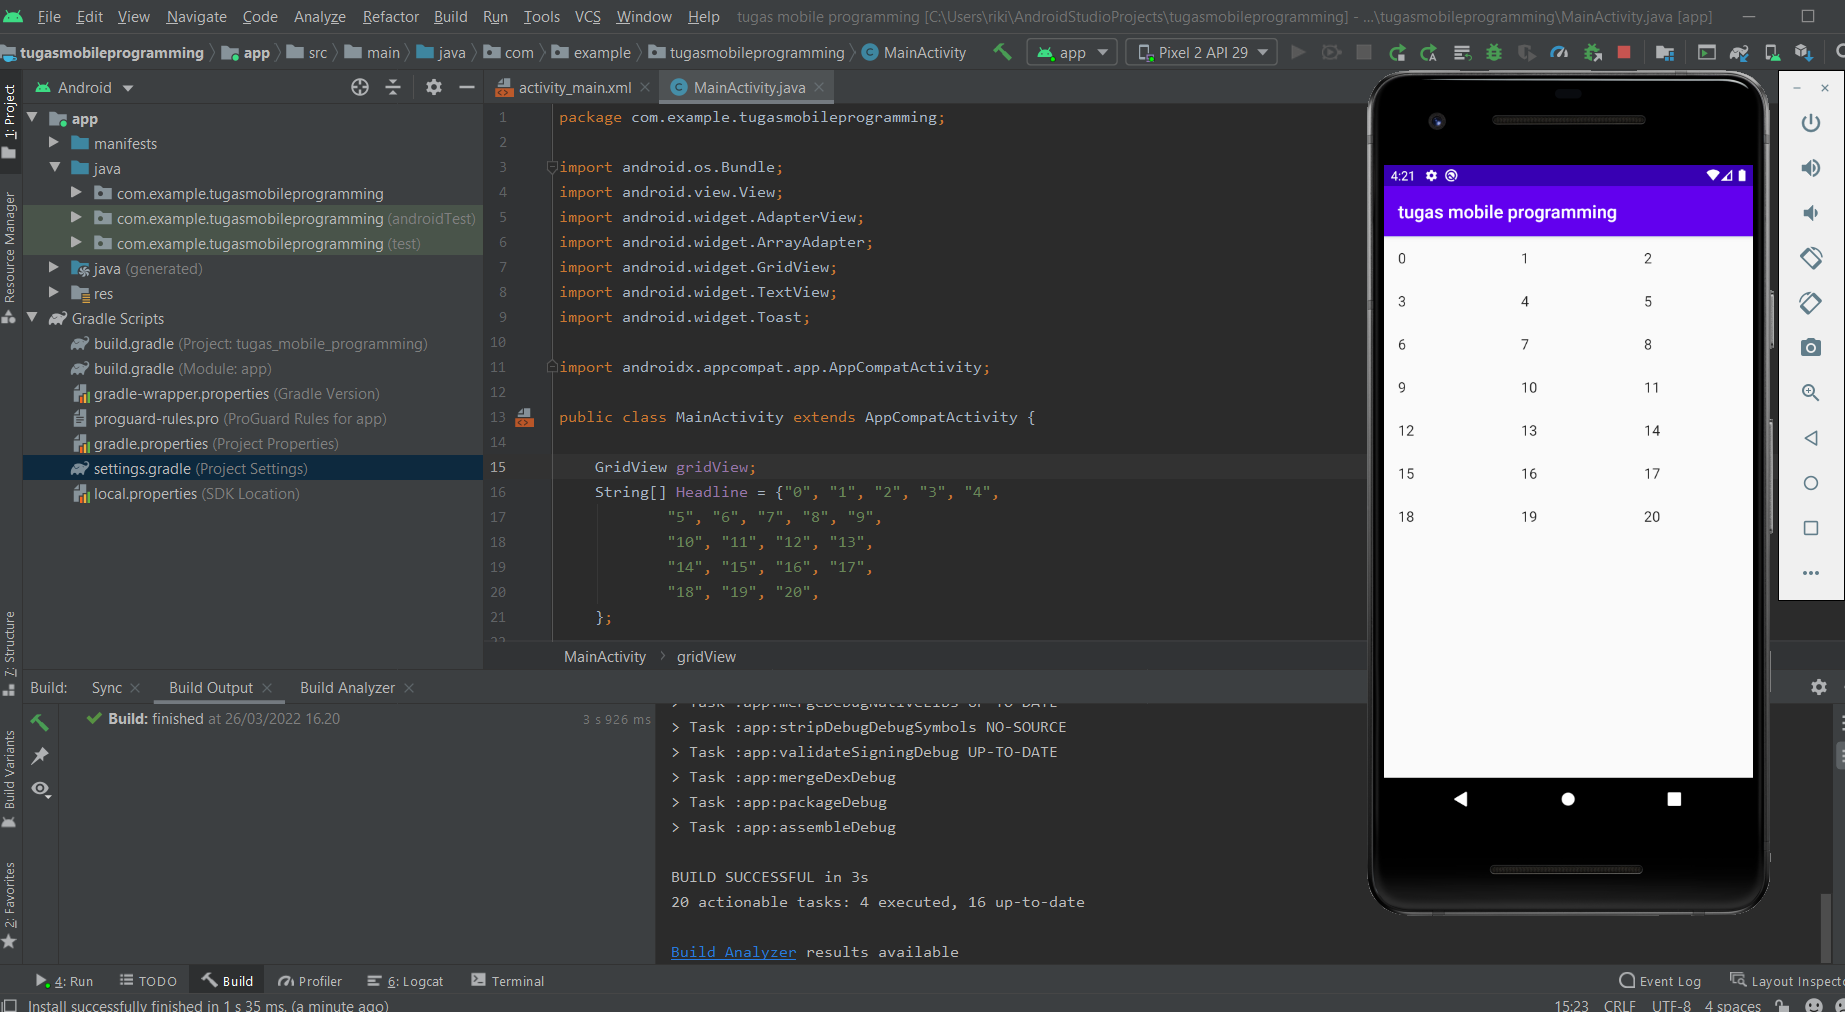 File Edit View Navigate Code Analyze Refactor Build Run Tools VCS Window Help tugas mobile programming [C:\Users\riki\AndroidStudioProjects\tugasmobileprogramming] - ...\tugasmobileprogramming\MainActivity.java [app]
tugasmobileprogramming app src main java com example tugasmobileprogramming MainActivity app Pixel 2 API 29
1: Project
Resource Manager
7: Structure
Build Variants
2: Favorites
Android
app
manifests
java
com.example.tugasmobileprogramming
com.example.tugasmobileprogramming (androidTest)
com.example.tugasmobileprogramming (test)
java (generated)
res
Gradle Scripts
build.gradle (Project: tugas_mobile_programming)
build.gradle (Module: app)
gradle-wrapper.properties (Gradle Version)
proguard-rules.pro (ProGuard Rules for app)
gradle.properties (Project Properties)
settings.gradle (Project Settings)
local.properties (SDK Location)
activity_main.xml MainActivity.java
1 package com.example.tugasmobileprogramming;
2
3 import android.os.Bundle;
4 import android.view.View;
5 import android.widget.AdapterView;
6 import android.widget.ArrayAdapter;
7 import android.widget.GridView;
8 import android.widget.TextView;
9 import android.widget.Toast;
10
11 import androidx.appcompat.app.AppCompatActivity;
12
13 public class MainActivity extends AppCompatActivity {
14
15 GridView gridView;
16 String[] Headline = {"0", "1", "2", "3", "4",
17 "5", "6", "7", "8", "9",
18 "10", "11", "12", "13",
19 "14", "15", "16", "17",
20 "18", "19", "20",
21 };
22
MainActivity gridView
4:21
tugas mobile programming
0 1 2
3 4 5
6 7 8
9 10 11
12 13 14
15 16 17
18 19 20
Build: Sync Build Output Build Analyzer
Build: finished at 26/03/2022 16.20 3 s 926 ms
> Task :app:mergeDebugNativeLibs UP-TO-DATE
> Task :app:stripDebugDebugSymbols NO-SOURCE
> Task :app:validateSigningDebug UP-TO-DATE
> Task :app:mergeDexDebug
> Task :app:packageDebug
> Task :app:assembleDebug
BUILD SUCCESSFUL in 3s
20 actionable tasks: 4 executed, 16 up-to-date
Build Analyzer results available
4: Run TODO Build Profiler 6: Logcat Terminal Event Log Layout Inspecto
Install successfully finished in 1 s 35 ms. (a minute ago) 15:23 CRLF UTF-8 4 spaces